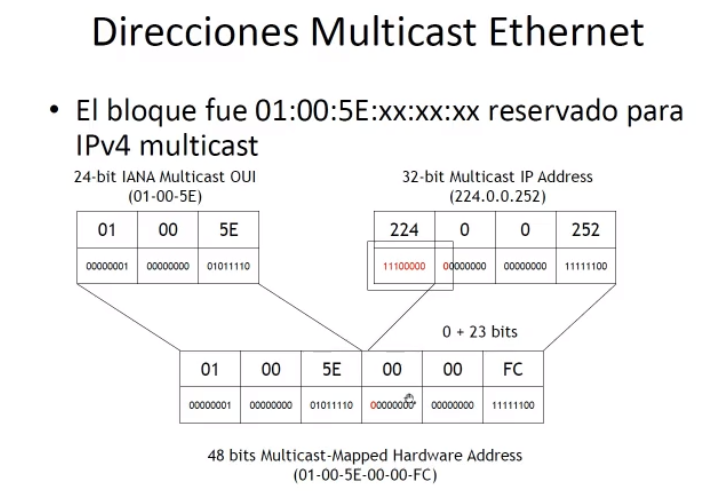 Direcciones Multicast Ethernet
• El bloque fue 01:00:5E:xx:xx:xx reservado para
IPv4 multicast
24-bit IANA Multicast OUI
(01-00-5E)
32-bit Multicast IP Address
(224.0.0.252)
01 00 5E
00000001 00000000 01011110
224 0 0 252
11100000 00000000 00000000 11111100
0 + 23 bits
01 00 5E 00 00 FC
00000001 00000000 01011110 00000000 00000000 11111100
48 bits Multicast-Mapped Hardware Address
(01-00-5E-00-00-FC)